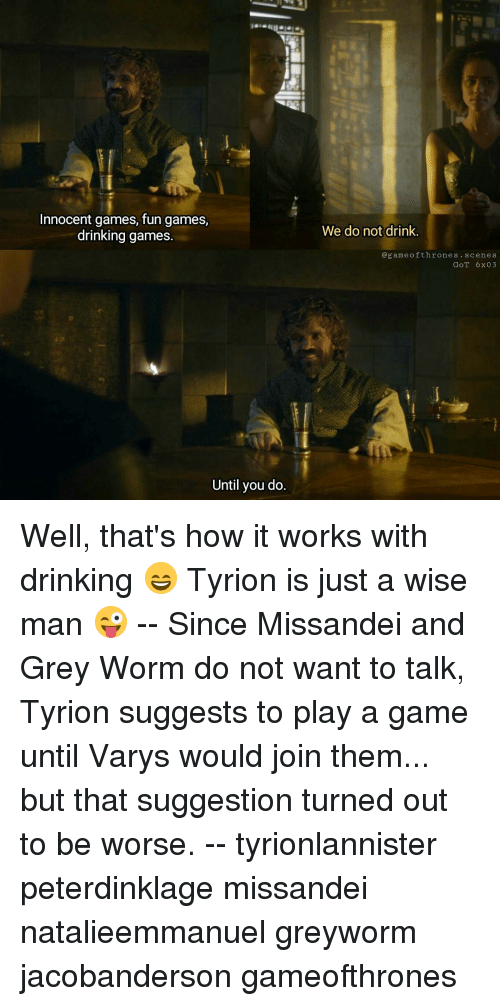 Innocent games, fun games,
drinking games.
We do not drink.
@gameofthrones.scenes
GoT 6x03
Until you do.
Well, that's how it works with
drinking 😄 Tyrion is just a wise
man 😜 -- Since Missandei and
Grey Worm do not want to talk,
Tyrion suggests to play a game
until Varys would join them...
but that suggestion turned out
to be worse. -- tyrionlannister
peterdinklage missandei
natalieemmanuel greyworm
jacobanderson gameofthrones